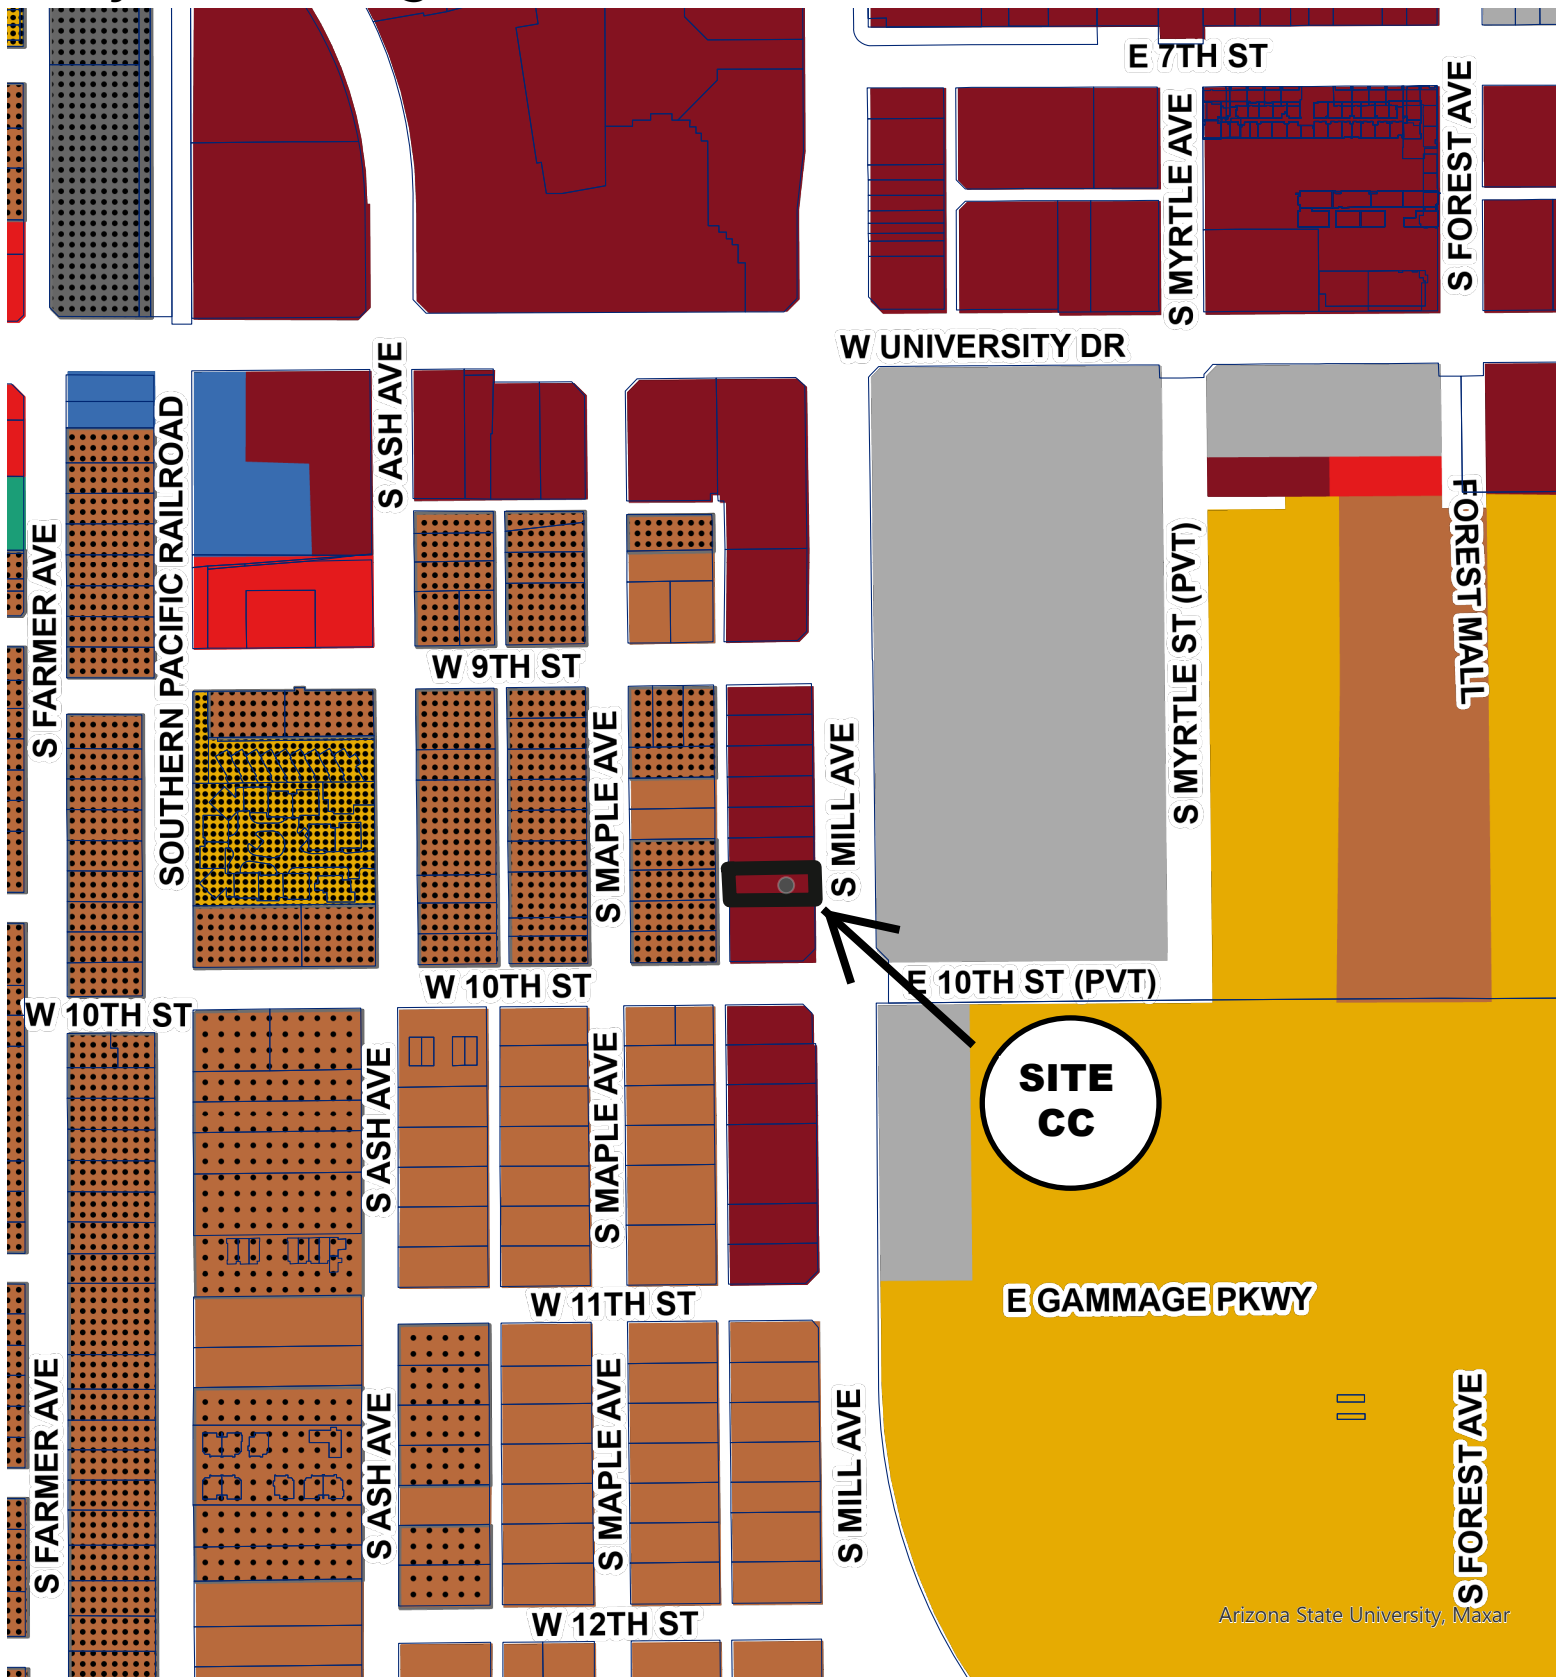 E 7TH ST
S MYRTLE AVE
S FOREST AVE
W UNIVERSITY DR
S ASH AVE
SOUTHERN PACIFIC RAILROAD
S FARMER AVE
FOREST MALL
S MYRTLE ST (PVT)
W 9TH ST
S MAPLE AVE
S MILL AVE
W 10TH ST
E 10TH ST (PVT)
W 10TH ST
SITE
CC
S ASH AVE
S MAPLE AVE
W 11TH ST
E GAMMAGE PKWY
S FARMER AVE
S ASH AVE
S MAPLE AVE
S MILL AVE
S FOREST AVE
W 12TH ST
Arizona State University, Maxar